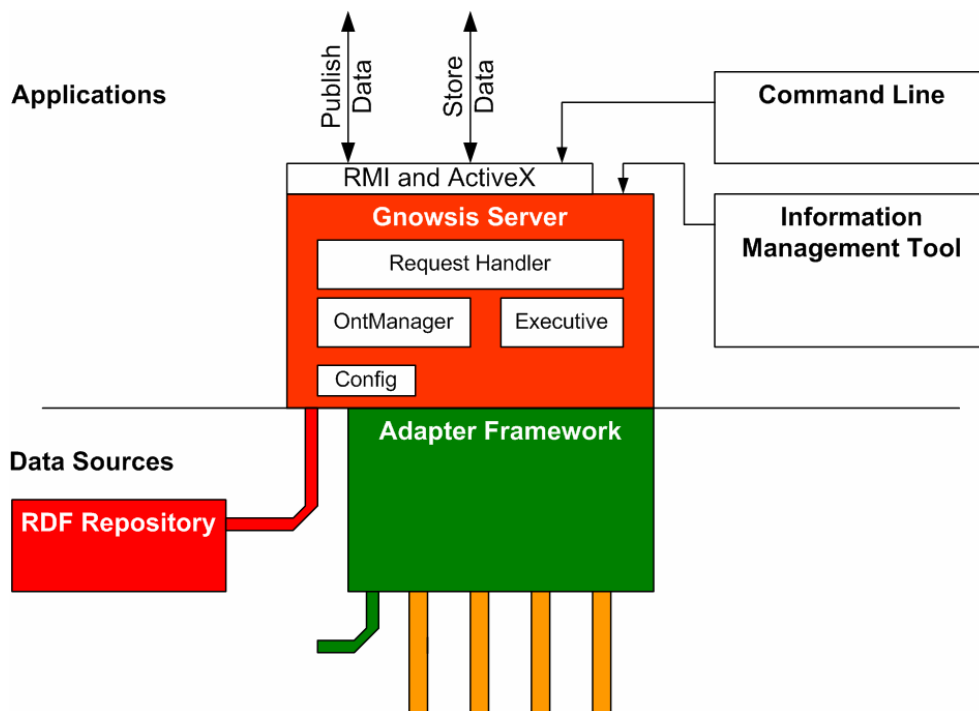 Applications
Publish
Data
Store
Data
Command Line
RMI and ActiveX
Gnowsis Server
Information
Management Tool
Request Handler
OntManager
Executive
Config
Adapter Framework
Data Sources
RDF Repository